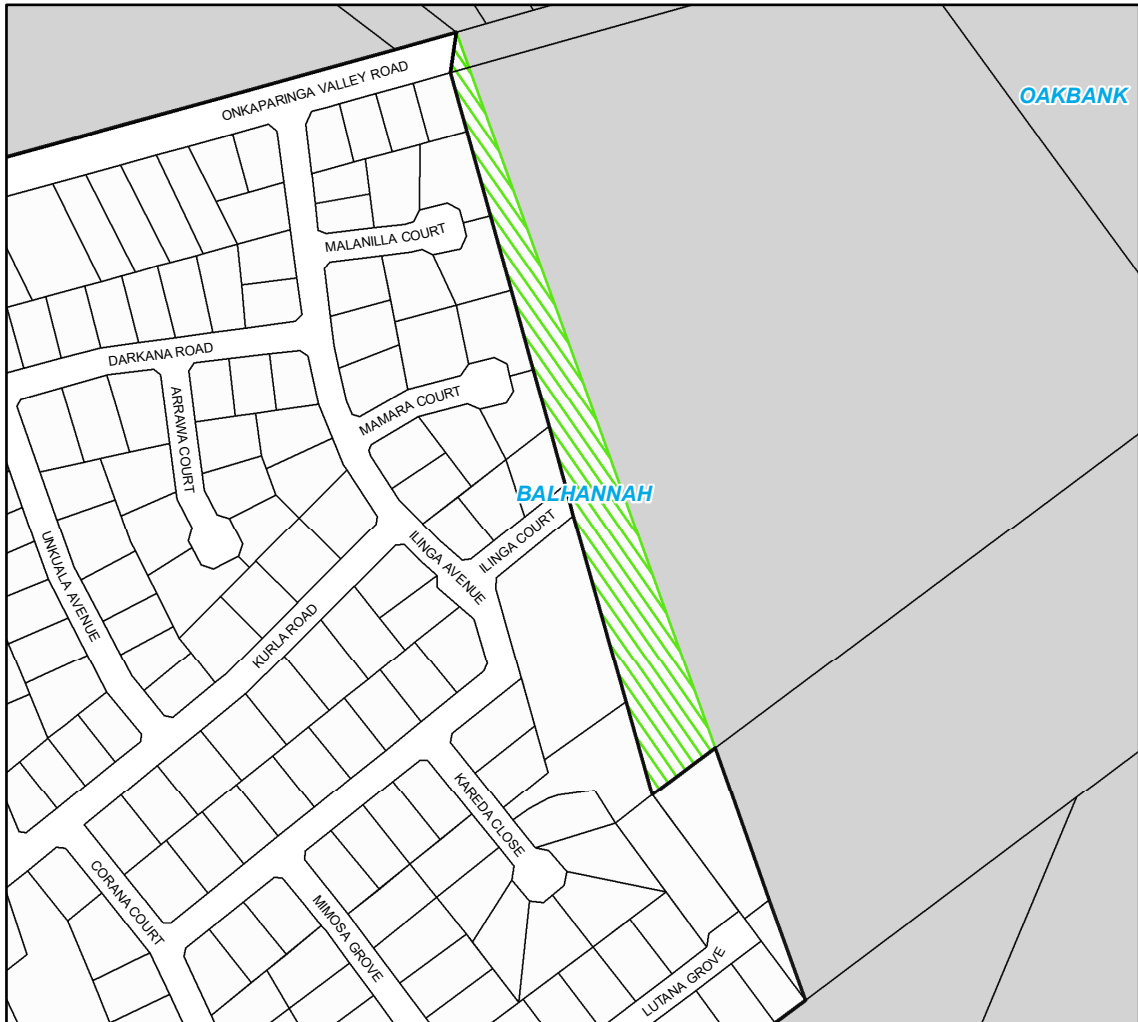 ONKAPARINGA VALLEY ROAD
OAKBANK
MALANILLA COURT
DARKANA ROAD
ARRAWA COURT
MAMARA COURT
BALHANNAH
UNKUALA AVENUE
ILINGA AVENUE
ILINGA COURT
KURLA ROAD
KAREDA CLOSE
CORANA COURT
MIMOSA GROVE
LUTANA GROVE